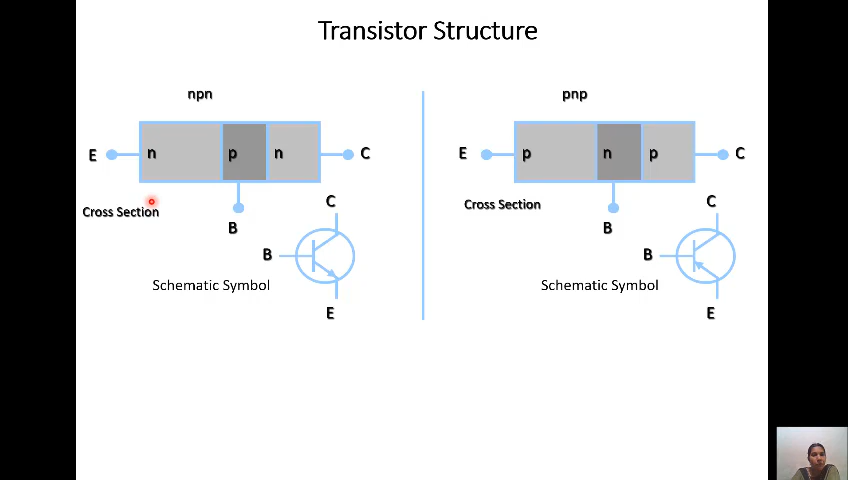 Transistor Structure
npn
E n p n C
Cross Section
B
C
B
Schematic Symbol
E
pnp
E p n p C
Cross Section
B
C
B
Schematic Symbol
E